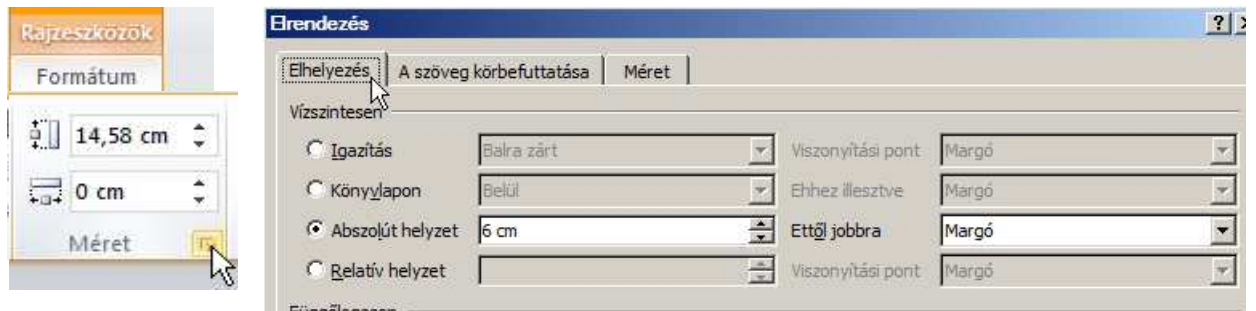 Rajzeszközök
Formátum
14,58 cm
0 cm
Méret
Elrendezés
Elhelyezés A szöveg körbefuttatása Méret
Vízszintesen
Igazítás Balra zárt Viszonyítási pont Margó
Könyvlapon Belül Ehhez illesztve Margó
Abszolút helyzet 6 cm Ettől jobbra Margó
Relatív helyzet Viszonyítási pont Margó
Függőlegesen